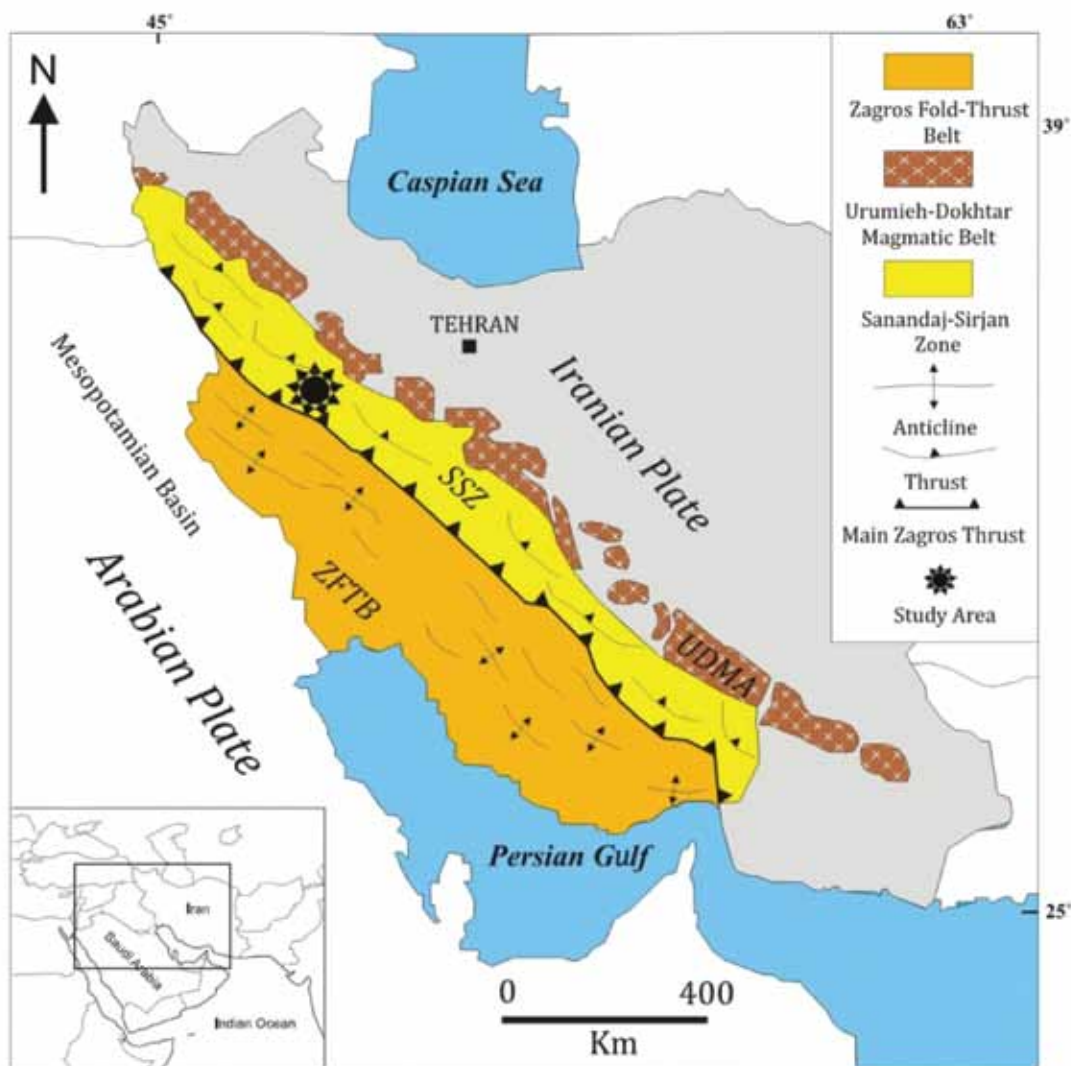 45°
63°
N
39°
Zagros Fold-Thrust
Belt
Urumieh-Dokhtar
Magmatic Belt
Sanandaj-Sirjan
Zone
Anticline
Thrust
Main Zagros Thrust
Study Area
Caspian Sea
TEHRAN
Mesopotamian Basin
Iranian Plate
SSZ
ZFTB
Arabian Plate
UDMA
Persian Gulf
25°
Iran
Saudi Arabia
Indian Ocean
0 400
Km